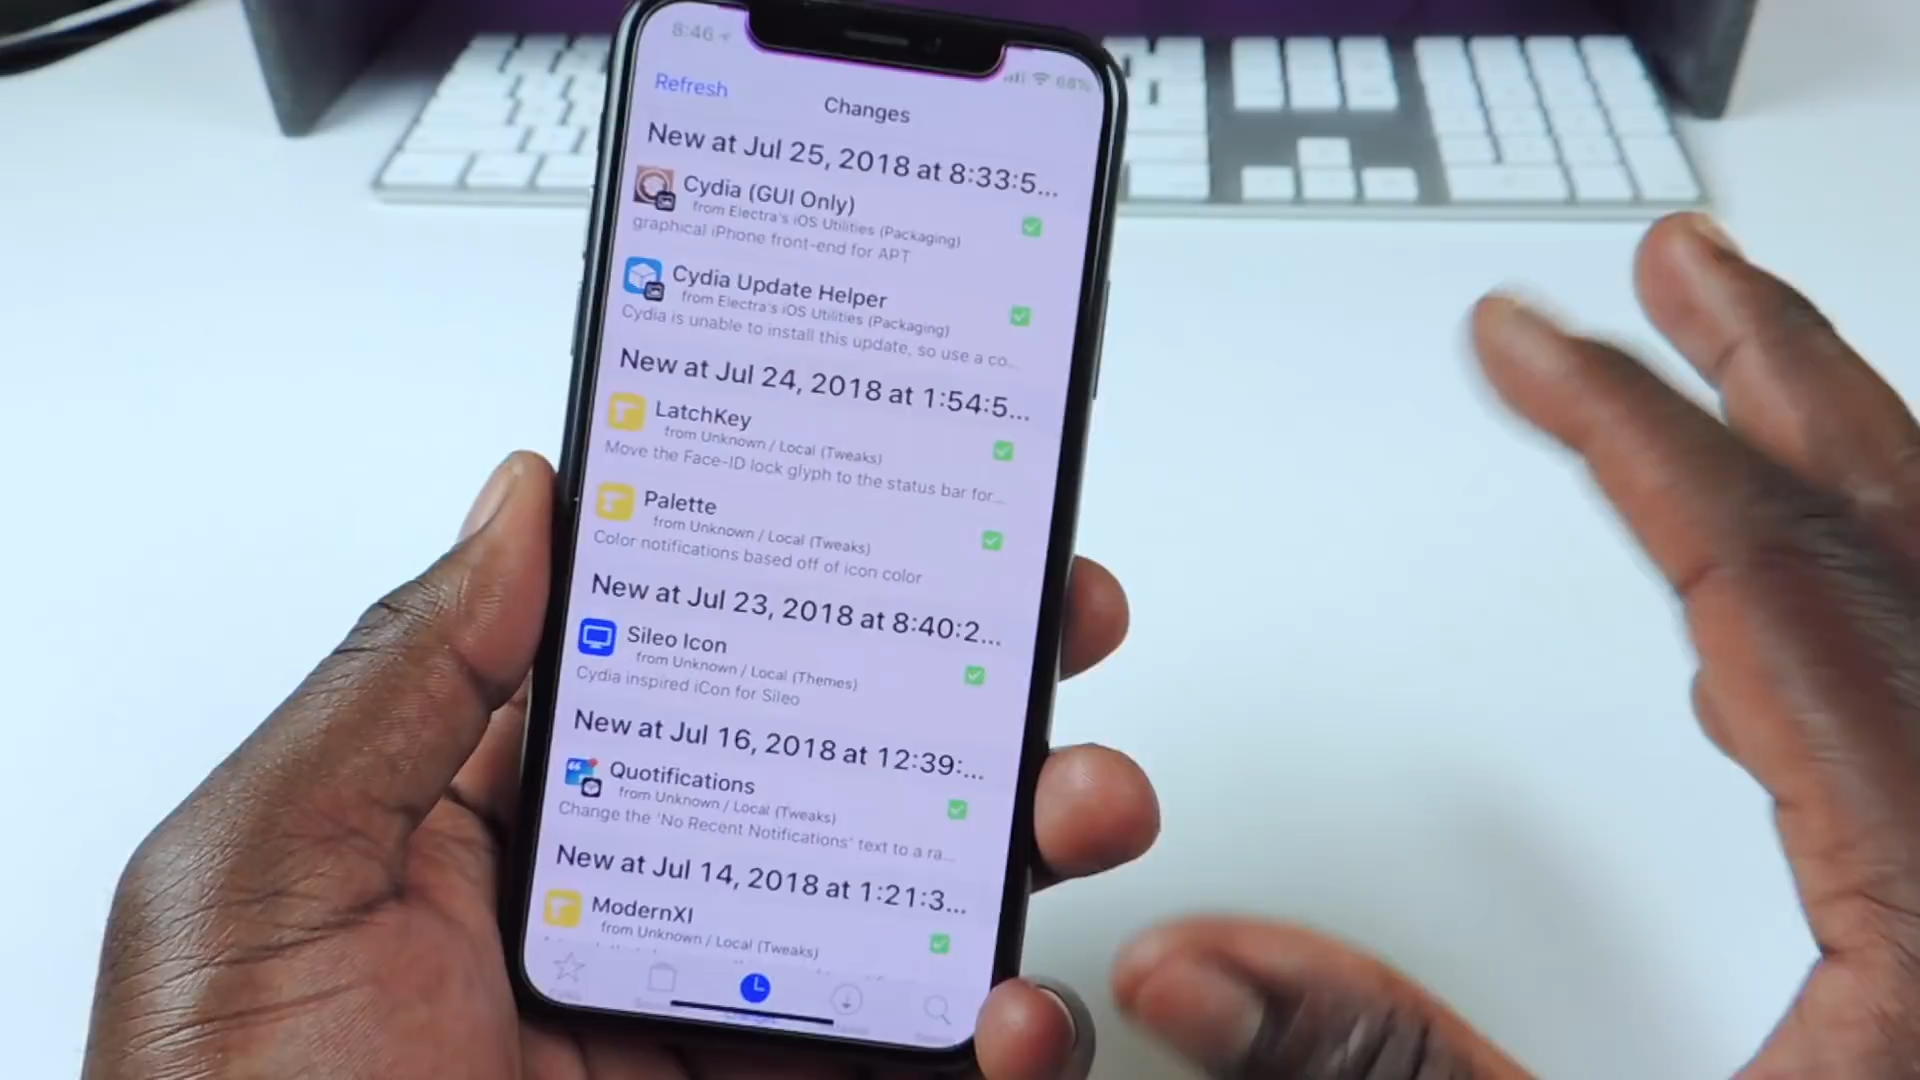 8:46
68%
Refresh
Changes
New at Jul 25, 2018 at 8:33:5...
Cydia (GUI Only)
from Electra's iOS Utilities (Packaging)
graphical iPhone front-end for APT
Cydia Update Helper
from Electra's iOS Utilities (Packaging)
Cydia is unable to install this update, so use a co...
New at Jul 24, 2018 at 1:54:5...
LatchKey
from Unknown / Local (Tweaks)
Move the Face-ID lock glyph to the status bar for...
Palette
from Unknown / Local (Tweaks)
Color notifications based off of icon color
New at Jul 23, 2018 at 8:40:2...
Sileo Icon
from Unknown / Local (Themes)
Cydia inspired iCon for Sileo
New at Jul 16, 2018 at 12:39:...
Quotifications
from Unknown / Local (Tweaks)
Change the 'No Recent Notifications' text to a ra...
New at Jul 14, 2018 at 1:21:3...
ModernXI
from Unknown / Local (Tweaks)